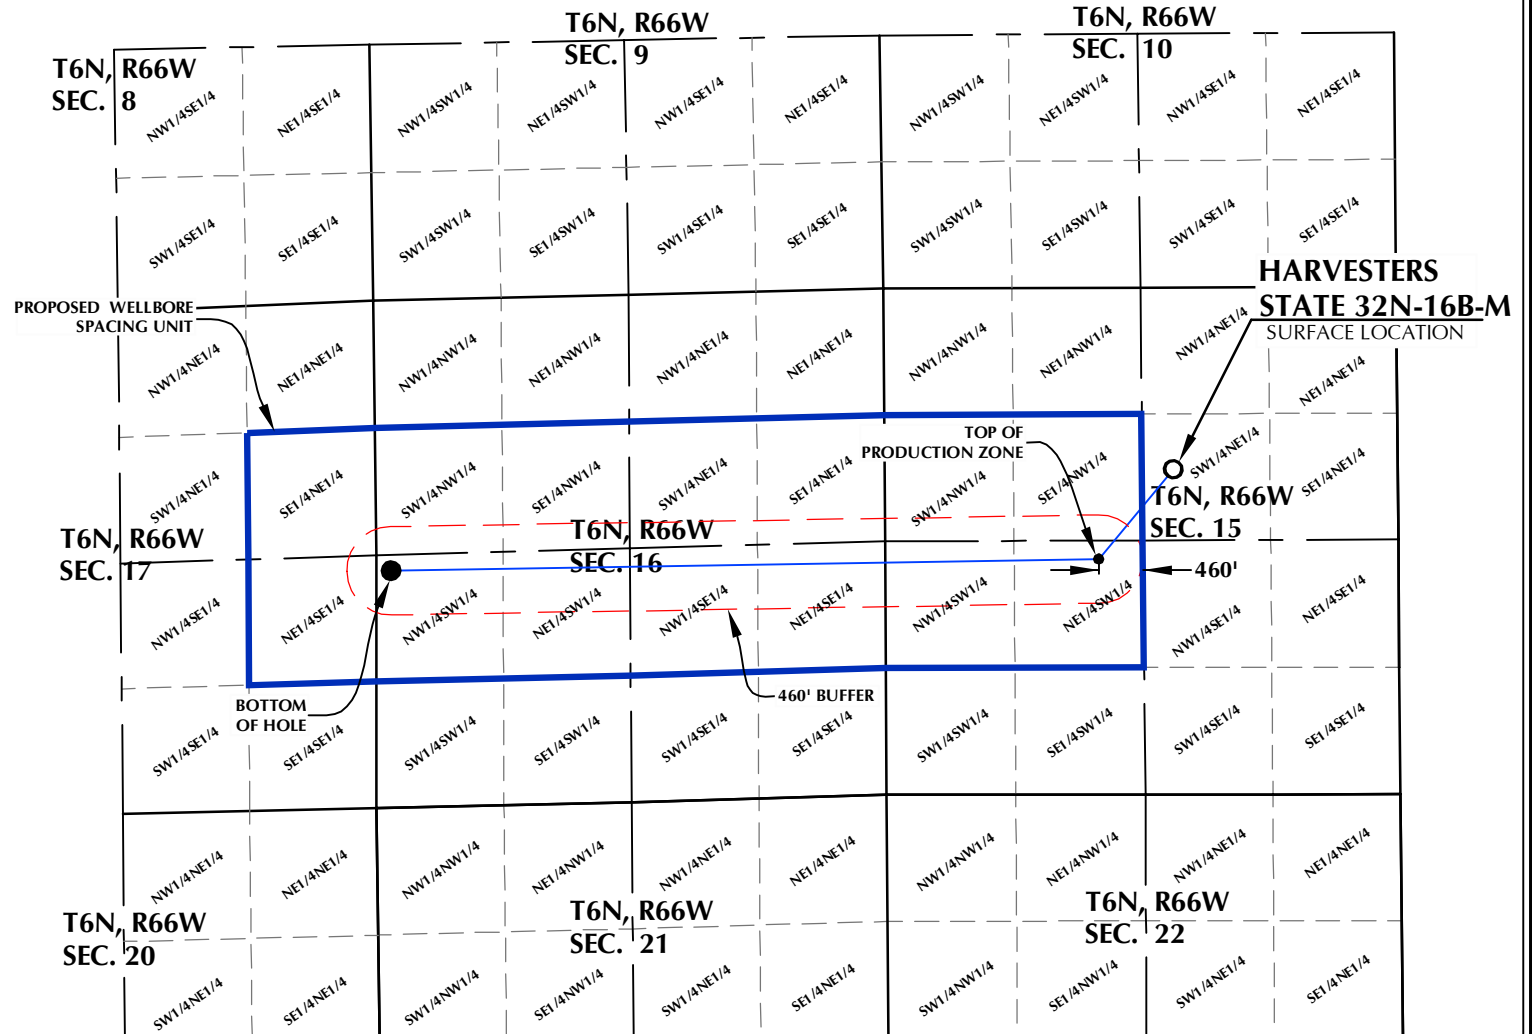 T6N, R66W
SEC. 9
T6N, R66W
SEC. 10
T6N, R66W
SEC. 8
NW1/4SE1/4
NE1/4SE1/4
NW1/4SW1/4
NE1/4SW1/4
NW1/4SE1/4
NE1/4SE1/4
NW1/4SW1/4
NE1/4SW1/4
NW1/4SE1/4
NE1/4SE1/4
SW1/4SE1/4
SE1/4SE1/4
SW1/4SW1/4
SE1/4SW1/4
SW1/4SE1/4
SE1/4SE1/4
SW1/4SW1/4
SE1/4SW1/4
SW1/4SE1/4
SE1/4SE1/4
HARVESTERS
STATE 32N-16B-M
SURFACE LOCATION
PROPOSED WELLBORE
SPACING UNIT
NW1/4NE1/4
NE1/4NE1/4
NW1/4NW1/4
NE1/4NW1/4
NW1/4NE1/4
NE1/4NE1/4
NW1/4NW1/4
NE1/4NW1/4
NW1/4NE1/4
NE1/4NE1/4
TOP OF
PRODUCTION ZONE
SW1/4NE1/4
SE1/4NE1/4
SW1/4NW1/4
SE1/4NW1/4
SW1/4NE1/4
SE1/4NE1/4
SW1/4NW1/4
SE1/4NW1/4
SW1/4NE1/4
SE1/4NE1/4
T6N, R66W
SEC. 17
T6N, R66W
SEC. 16
T6N, R66W
SEC. 15
460'
NW1/4SE1/4
NE1/4SE1/4
NW1/4SW1/4
NE1/4SW1/4
NW1/4SE1/4
NE1/4SE1/4
NW1/4SW1/4
NE1/4SW1/4
NW1/4SE1/4
NE1/4SE1/4
BOTTOM
OF HOLE
460' BUFFER
SW1/4SE1/4
SE1/4SE1/4
SW1/4SW1/4
SE1/4SW1/4
SW1/4SE1/4
SE1/4SE1/4
SW1/4SW1/4
SE1/4SW1/4
SW1/4SE1/4
SE1/4SE1/4
NW1/4NE1/4
NE1/4NE1/4
NW1/4NW1/4
NE1/4NW1/4
NW1/4NE1/4
NE1/4NE1/4
NW1/4NW1/4
NE1/4NW1/4
NW1/4NE1/4
NE1/4NE1/4
T6N, R66W
SEC. 20
T6N, R66W
SEC. 21
T6N, R66W
SEC. 22
SW1/4NE1/4
SE1/4NE1/4
SW1/4NW1/4
SE1/4NW1/4
SW1/4NE1/4
SE1/4NE1/4
SW1/4NW1/4
SE1/4NW1/4
SW1/4NE1/4
SE1/4NE1/4